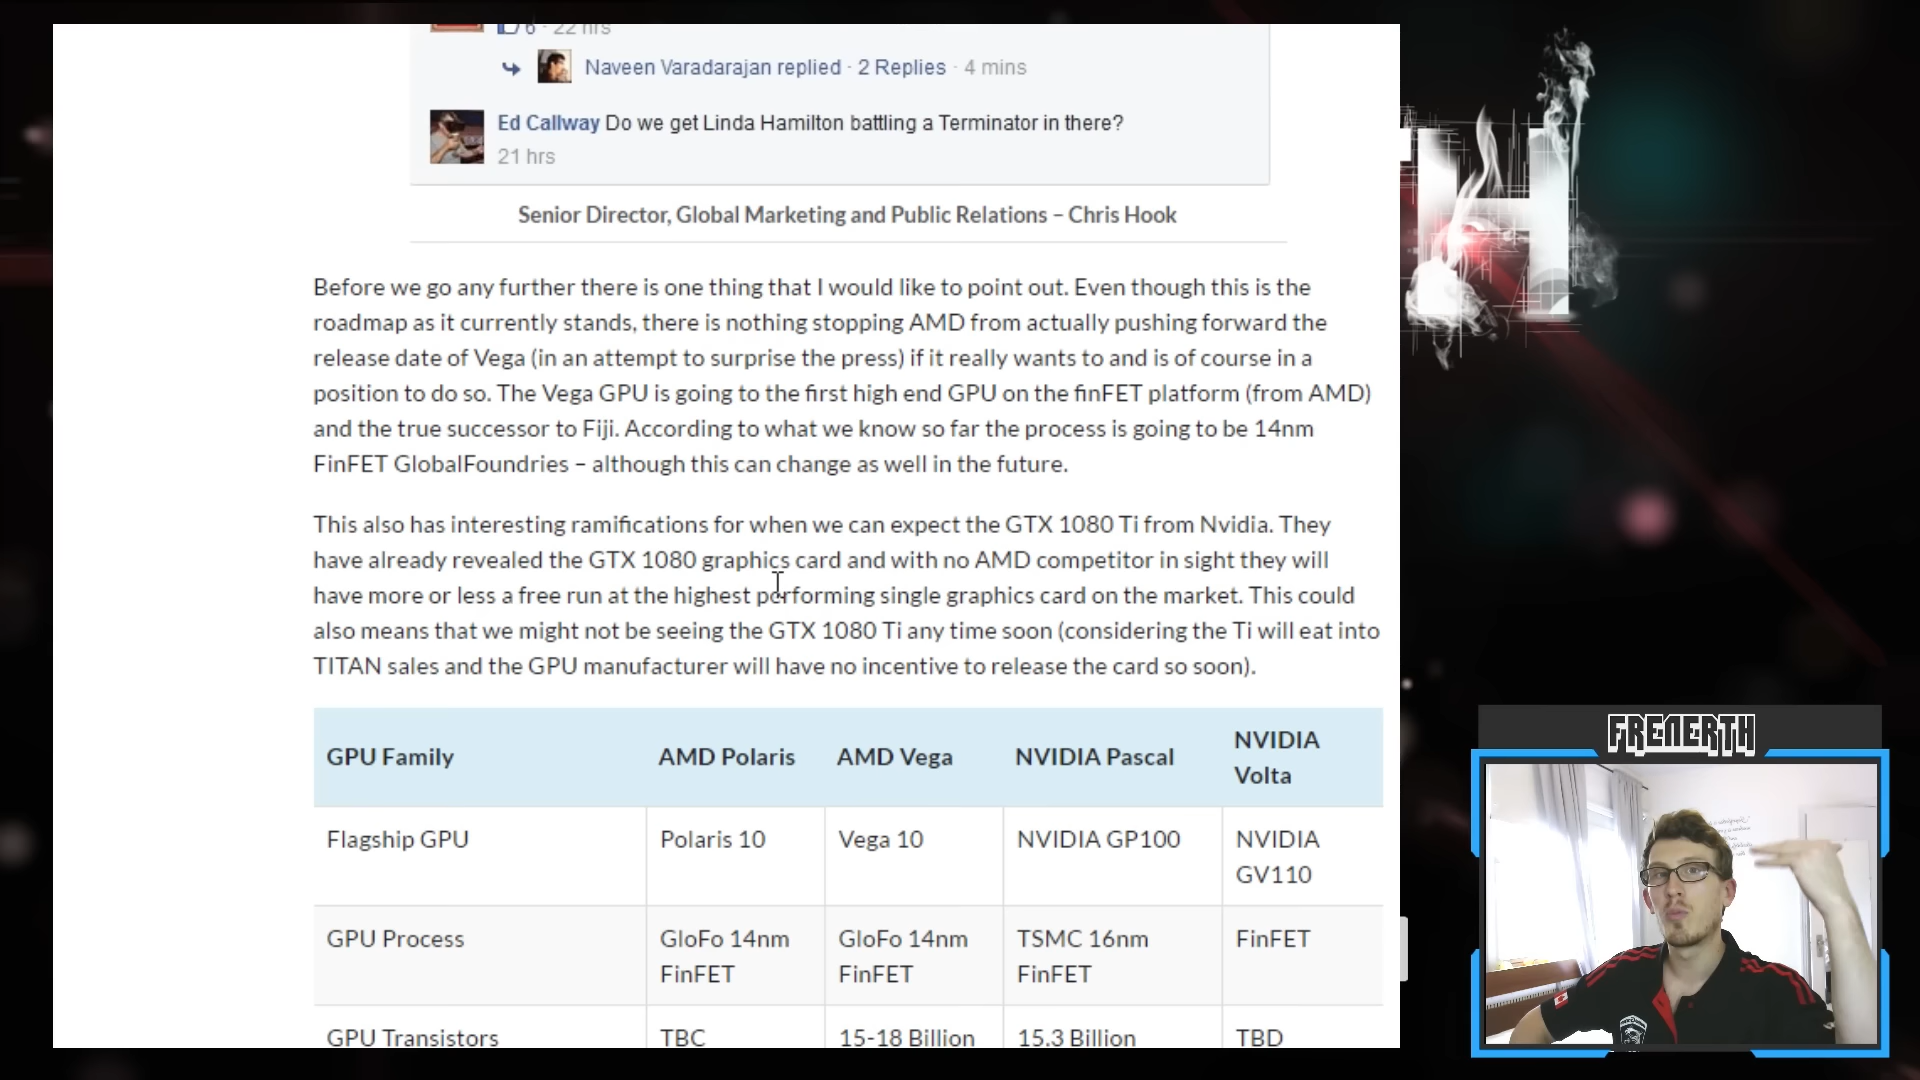 6 · 22 hrs
Naveen Varadarajan replied · 2 Replies · 4 mins
Ed Callway Do we get Linda Hamilton battling a Terminator in there?
21 hrs
Senior Director, Global Marketing and Public Relations – Chris Hook
Before we go any further there is one thing that I would like to point out. Even though this is the
roadmap as it currently stands, there is nothing stopping AMD from actually pushing forward the
release date of Vega (in an attempt to surprise the press) if it really wants to and is of course in a
position to do so. The Vega GPU is going to the first high end GPU on the finFET platform (from AMD)
and the true successor to Fiji. According to what we know so far the process is going to be 14nm
FinFET GlobalFoundries – although this can change as well in the future.
This also has interesting ramifications for when we can expect the GTX 1080 Ti from Nvidia. They
have already revealed the GTX 1080 graphics card and with no AMD competitor in sight they will
have more or less a free run at the highest performing single graphics card on the market. This could
also means that we might not be seeing the GTX 1080 Ti any time soon (considering the Ti will eat into
TITAN sales and the GPU manufacturer will have no incentive to release the card so soon).
GPU Family AMD Polaris AMD Vega NVIDIA Pascal NVIDIA
Volta
Flagship GPU Polaris 10 Vega 10 NVIDIA GP100 NVIDIA
GV110
GPU Process GloFo 14nm GloFo 14nm TSMC 16nm FinFET
FinFET FinFET FinFET
GPU Transistors TBC 15-18 Billion 15.3 Billion TBD
H
FRENERTH